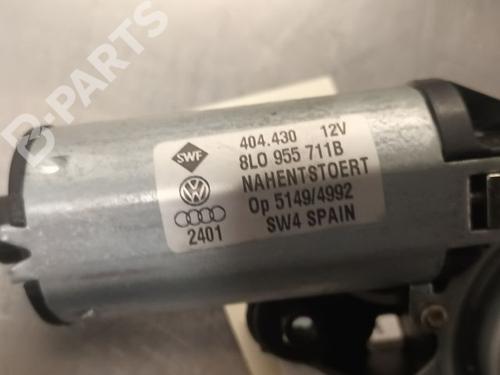 B-PARTS
SWF 404.430 12V
8L0 955 711B
NAHENTSTOERT
Op 5149/4992
2401 SW4 SPAIN